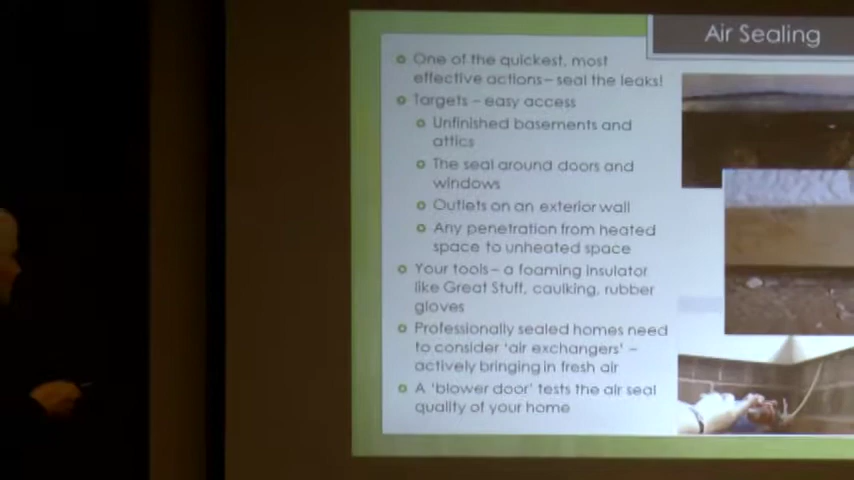 Air Sealing
One of the quickest, most
effective actions – seal the leaks!
Targets – easy access
Unfinished basements and
attics
The seal around doors and
windows
Outlets on an exterior wall
Any penetration from heated
space to unheated space
Your tools – a foaming insulator
like Great Stuff, caulking, rubber
gloves
Professionally sealed homes need
to consider 'air exchangers' –
actively bringing in fresh air
A 'blower door' tests the air seal
quality of your home